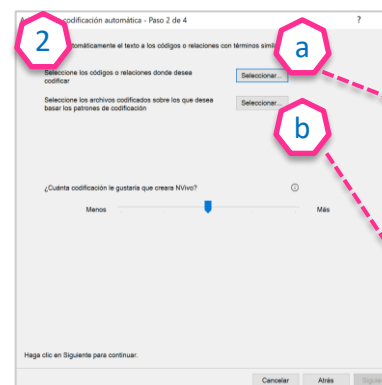 codificación automática - Paso 2 de 4 ?
2
a
automáticamente el texto a los códigos o relaciones con términos
Seleccione los códigos o relaciones donde desea
codificar
Seleccionar...
Seleccione los archivos codificados sobre los que desea
basar los patrones de codificación
Seleccionar...
b
¿Cuánta codificación le gustaría que creara NVivo?
Menos
Más
Haga clic en Siguiente para continuar.
Cancelar
Atrás